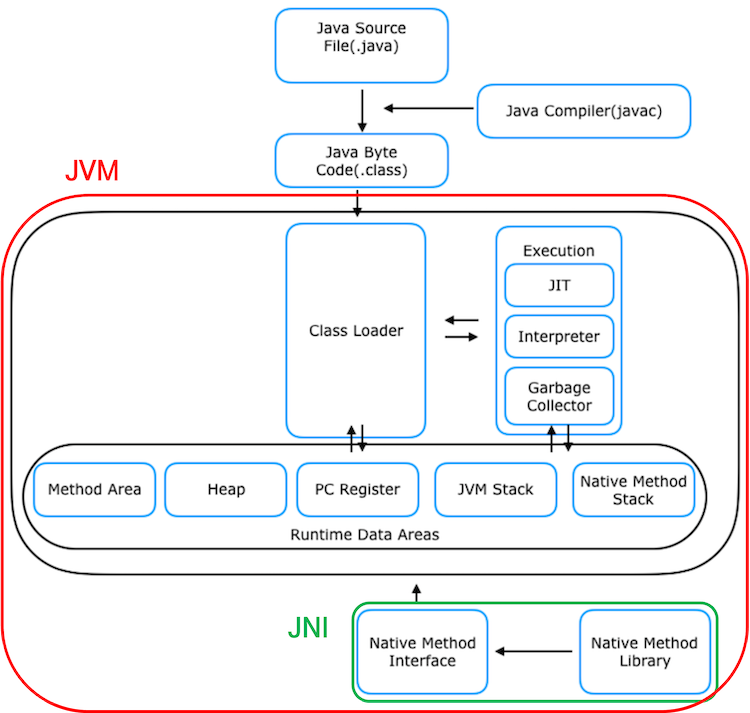 Java Source
File(.java)
Java Compiler(javac)
Java Byte
Code(.class)
JVM
Class Loader
Execution
JIT
Interpreter
Garbage
Collector
Method Area
Heap
PC Register
JVM Stack
Native Method
Stack
Runtime Data Areas
JNI
Native Method
Interface
Native Method
Library